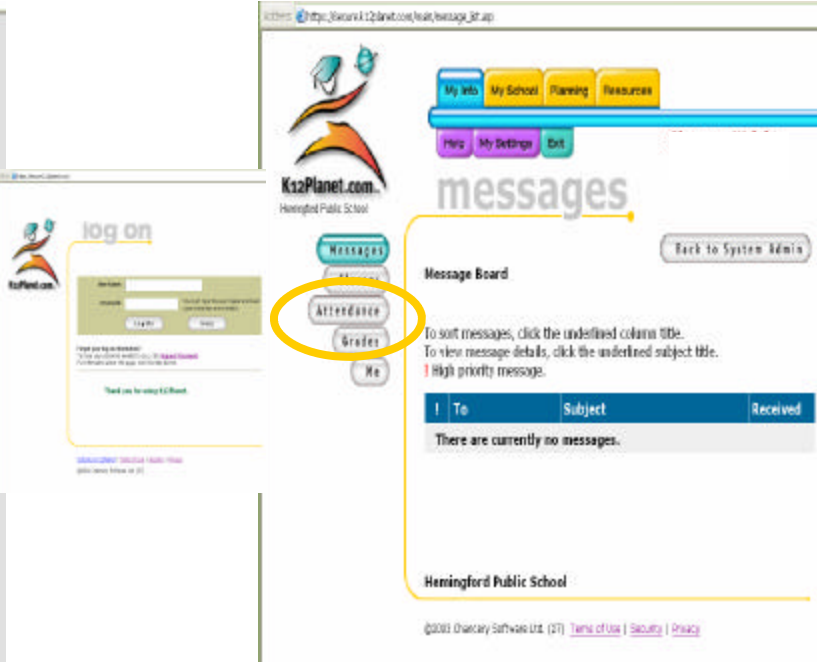 https://secure.k12planet.com/main/message_list.asp
My Info My School Planning Resources
Help My Settings Exit
K12Planet.com
Hemingford Public School
messages
Messages
Attendance
Grades
Me
Back to System Admin
Message Board
To sort messages, click the underlined column title.
To view message details, click the underlined subject title.
! High priority message.
! To Subject Received
There are currently no messages.
Hemingford Public School
©2003 Chancery Software Ltd. (27) Terms of Use | Security | Privacy
log on
K12Planet.com
Log On
Thank you for using K12Planet.